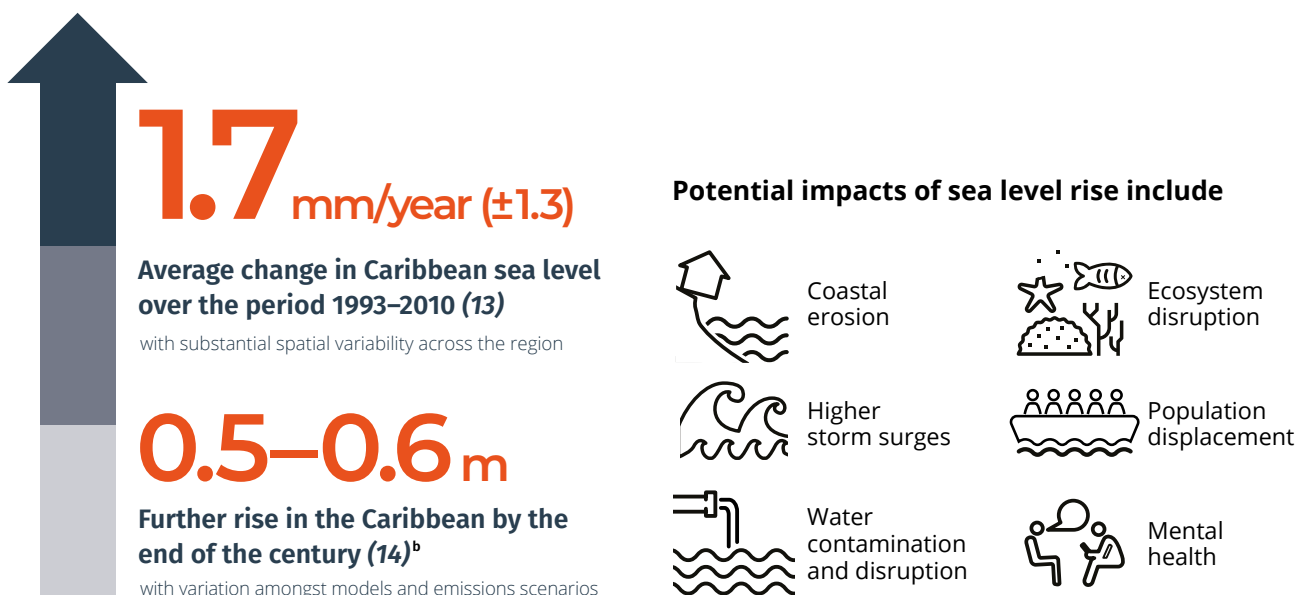 1.7 mm/year (±1.3)
Average change in Caribbean sea level
over the period 1993–2010 (13)
with substantial spatial variability across the region
0.5–0.6 m
Further rise in the Caribbean by the
end of the century (14)b
with variation amongst models and emissions scenarios
Potential impacts of sea level rise include
Coastal
erosion
Ecosystem
disruption
Higher
storm surges
Population
displacement
Water
contamination
and disruption
Mental
health